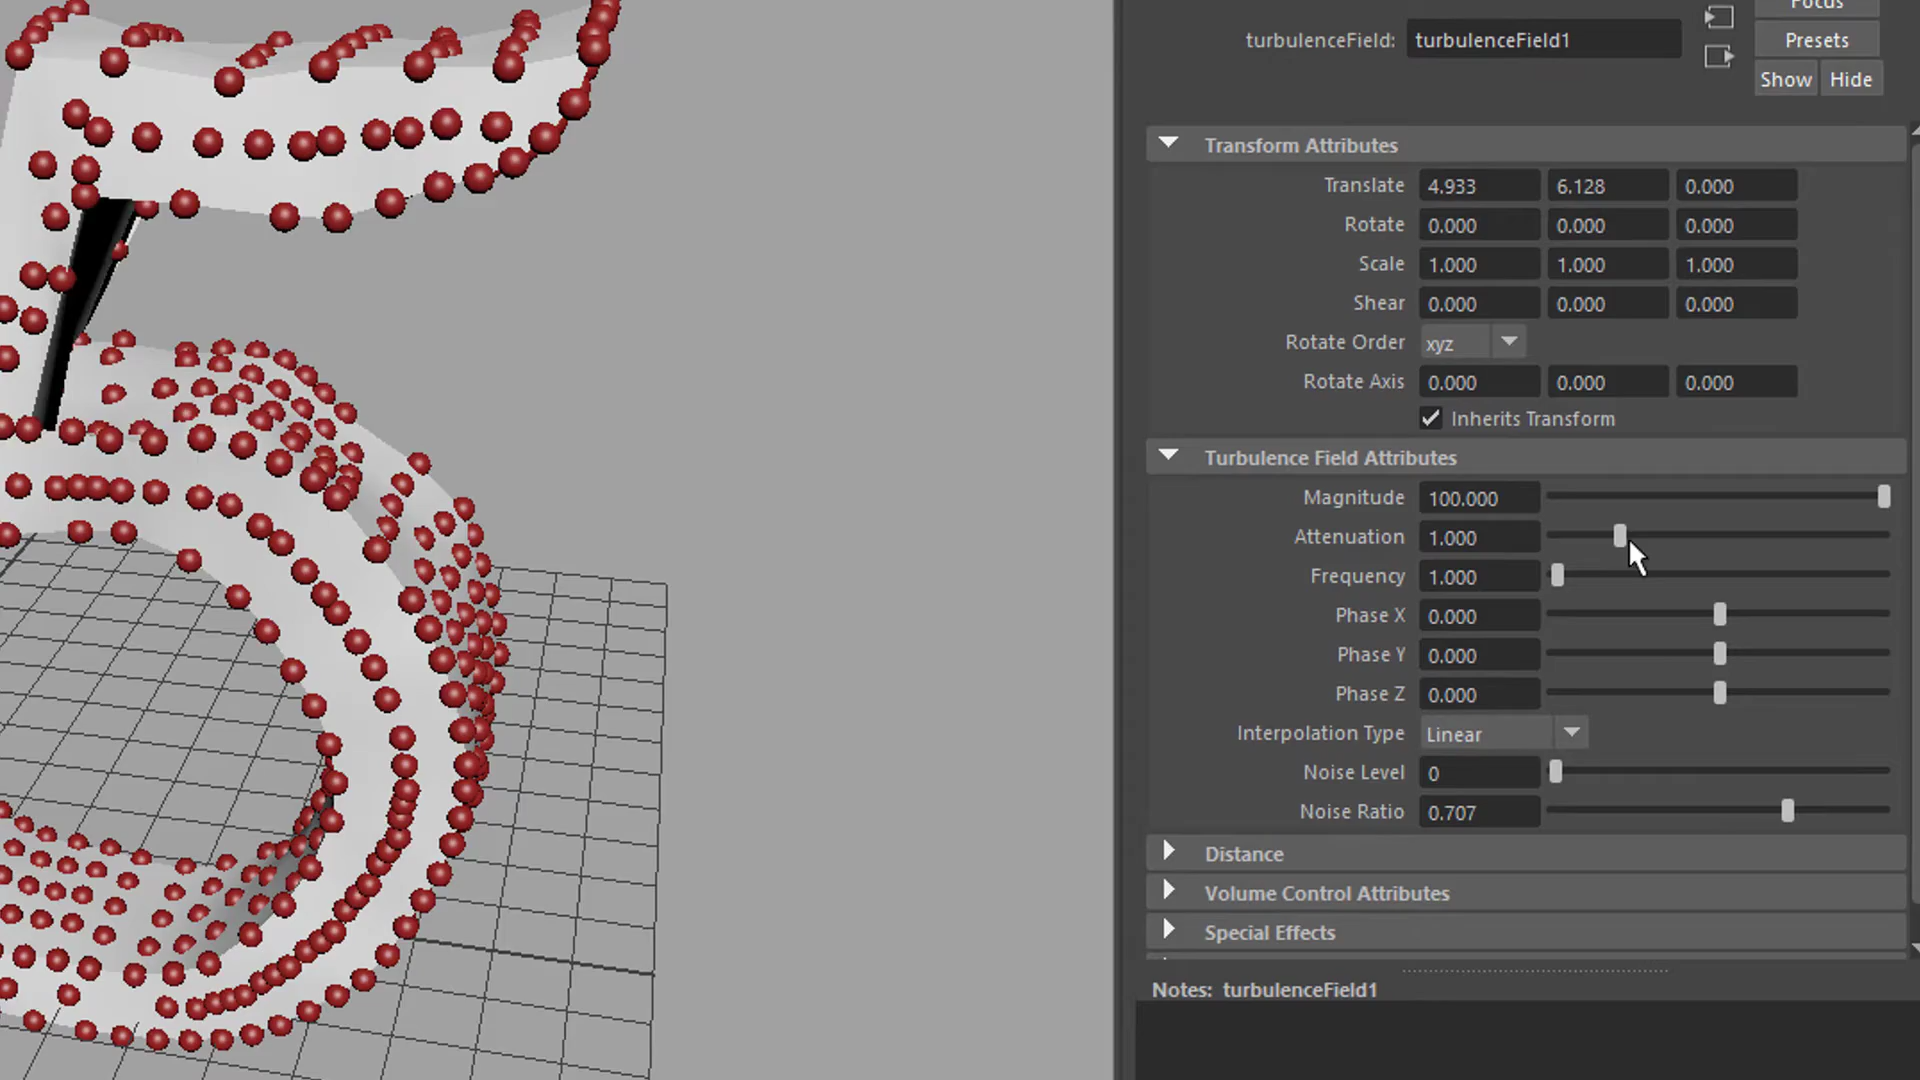 Focus
turbulenceField: turbulenceField1
Presets
Show Hide
Transform Attributes
Translate 4.933 6.128 0.000
Rotate 0.000 0.000 0.000
Scale 1.000 1.000 1.000
Shear 0.000 0.000 0.000
Rotate Order xyz
Rotate Axis 0.000 0.000 0.000
Inherits Transform
Turbulence Field Attributes
Magnitude 100.000
Attenuation 1.000
Frequency 1.000
Phase X 0.000
Phase Y 0.000
Phase Z 0.000
Interpolation Type Linear
Noise Level 0
Noise Ratio 0.707
Distance
Volume Control Attributes
Special Effects
Notes: turbulenceField1